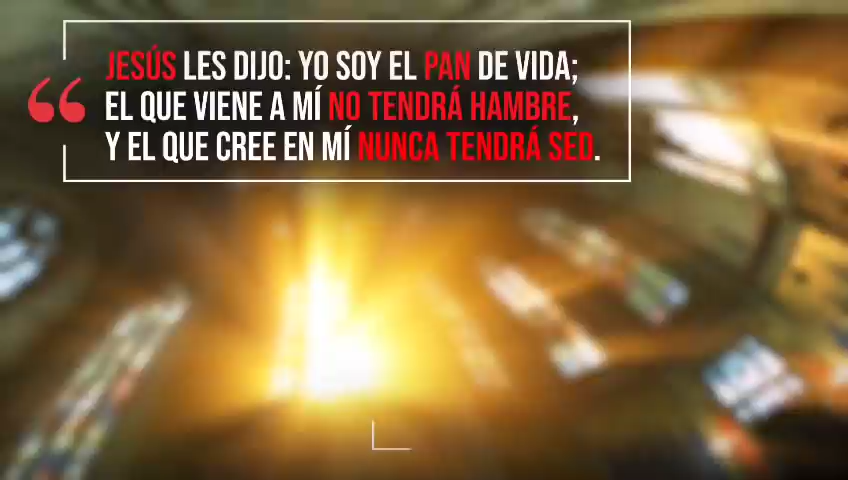 JESÚS LES DIJO: YO SOY EL PAN DE VIDA;
EL QUE VIENE A MÍ NO TENDRÁ HAMBRE,
Y EL QUE CREE EN MÍ NUNCA TENDRÁ SED.